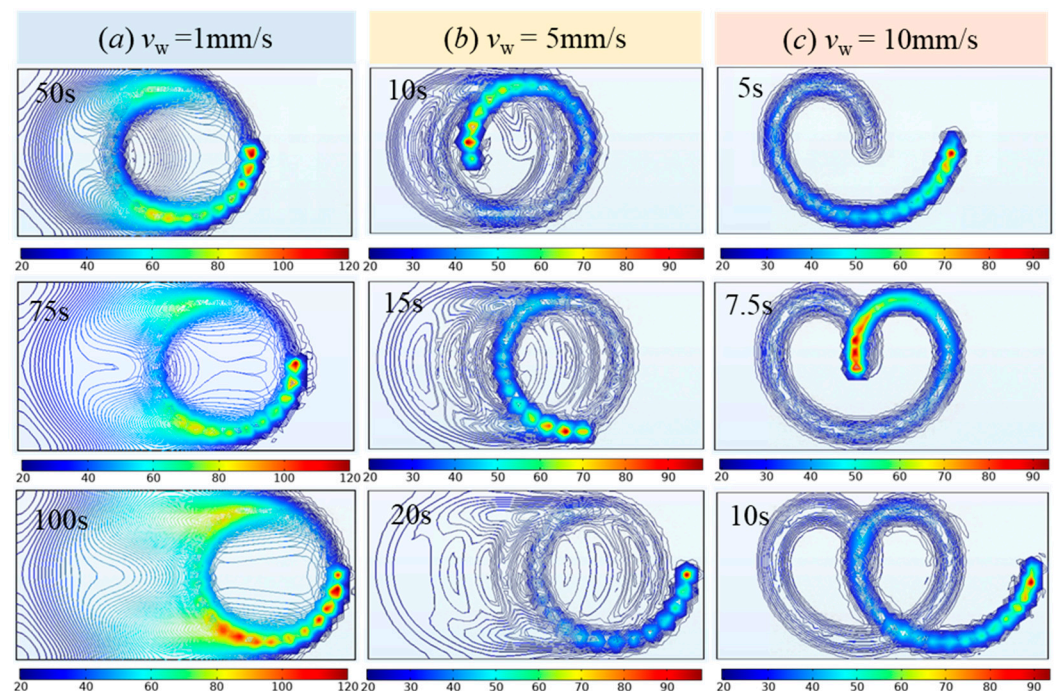 (a) v_w =1mm/s
(b) v_w = 5mm/s
(c) v_w = 10mm/s
50s
10s
5s
20 40 60 80 100 120
20 30 40 50 60 70 80 90
20 30 40 50 60 70 80 90
75s
15s
7.5s
20 40 60 80 100 120
20 30 40 50 60 70 80 90
20 30 40 50 60 70 80 90
100s
20s
10s
20 40 60 80 100 120
20 30 40 50 60 70 80 90
20 30 40 50 60 70 80 90